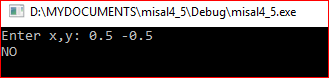 D:\MYDOCUMENTS\misal4_5\Debug\misal4_5.exe
Enter x,y: 0.5 -0.5
NO